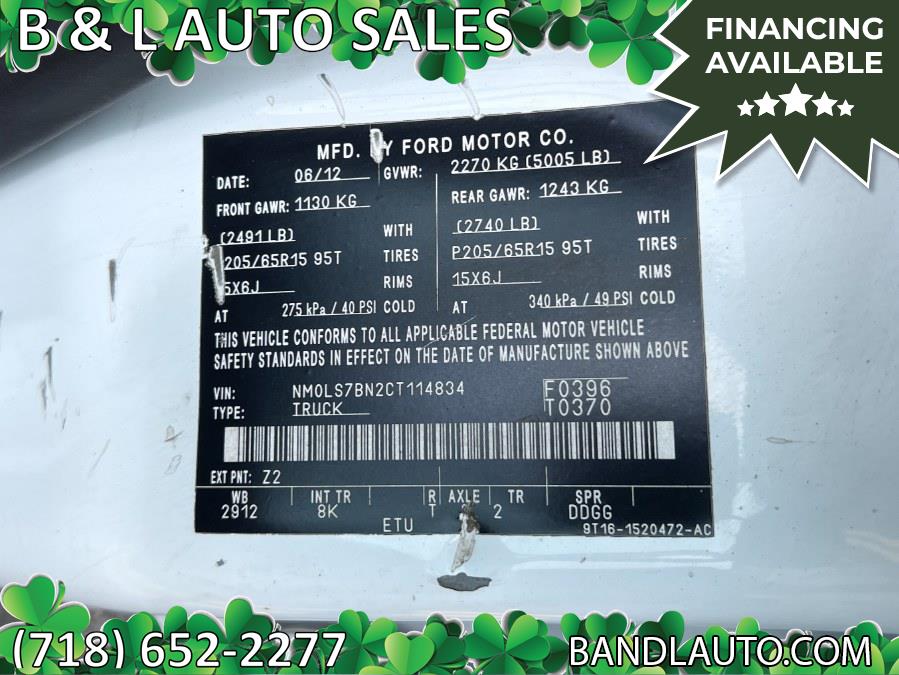 B & L AUTO SALES
FINANCING
AVAILABLE
MFD. BY FORD MOTOR CO.
DATE: 06/12 GVWR: 2270 KG (5005 LB)
FRONT GAWR: 1130 KG REAR GAWR: 1243 KG
(2491 LB) WITH (2740 LB) WITH
P205/65R15 95T TIRES P205/65R15 95T TIRES
15X6J RIMS 15X6J RIMS
AT 275 kPa / 40 PSI COLD AT 340 kPa / 49 PSI COLD
THIS VEHICLE CONFORMS TO ALL APPLICABLE FEDERAL MOTOR VEHICLE
SAFETY STANDARDS IN EFFECT ON THE DATE OF MANUFACTURE SHOWN ABOVE
VIN: NM0LS7BN2CT114834 F0396
TYPE: TRUCK T0370
EXT PNT: Z2
WB INT TR R AXLE TR SPR
2912 8K T 2 DDGG
ETU 9T16-1520472-AC
(718) 652-2277 BANDLAUTO.COM